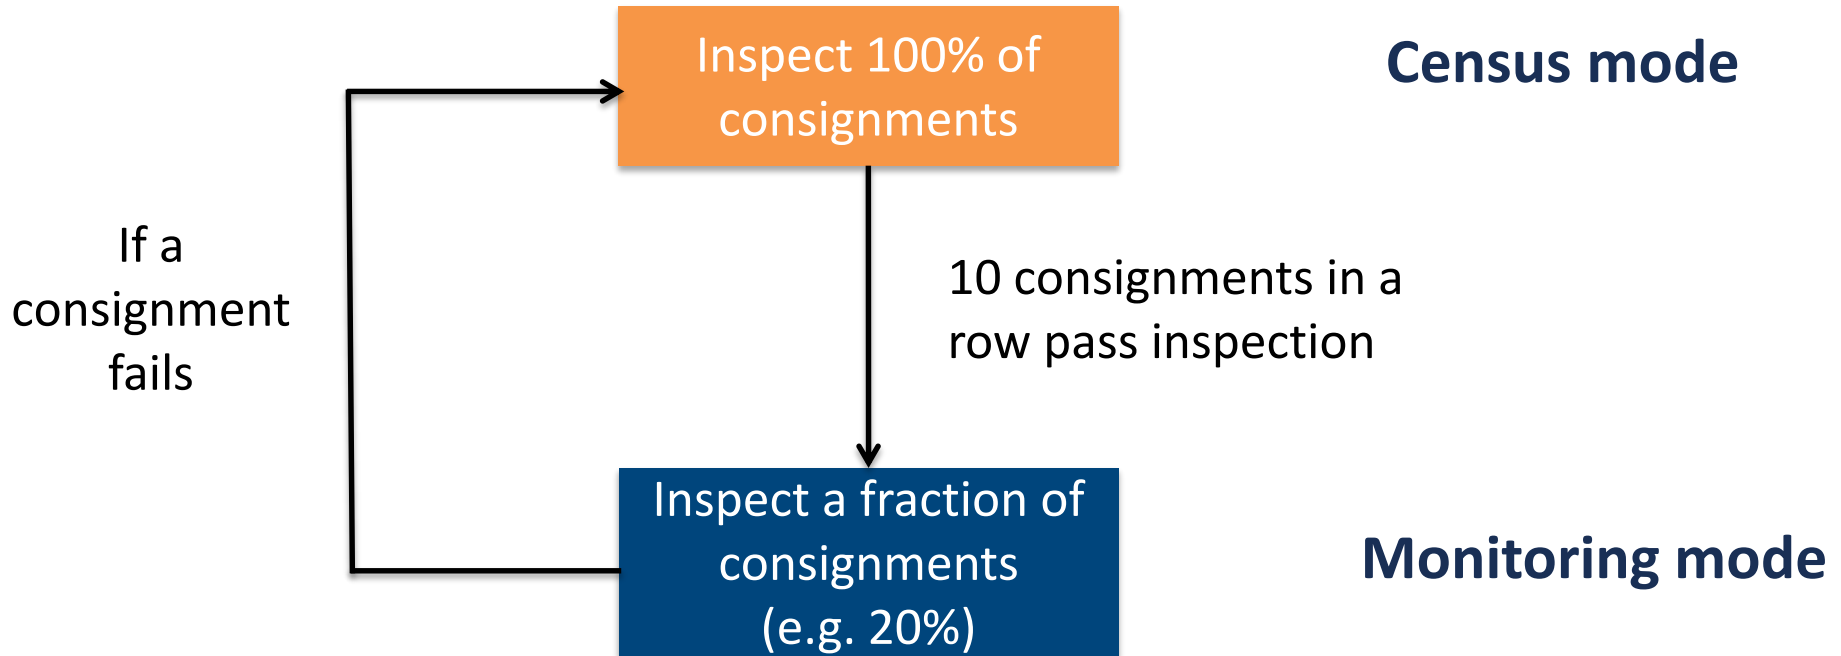 Inspect 100% of
consignments
Census mode
If a
consignment
fails
10 consignments in a
row pass inspection
Inspect a fraction of
consignments
(e.g. 20%)
Monitoring mode